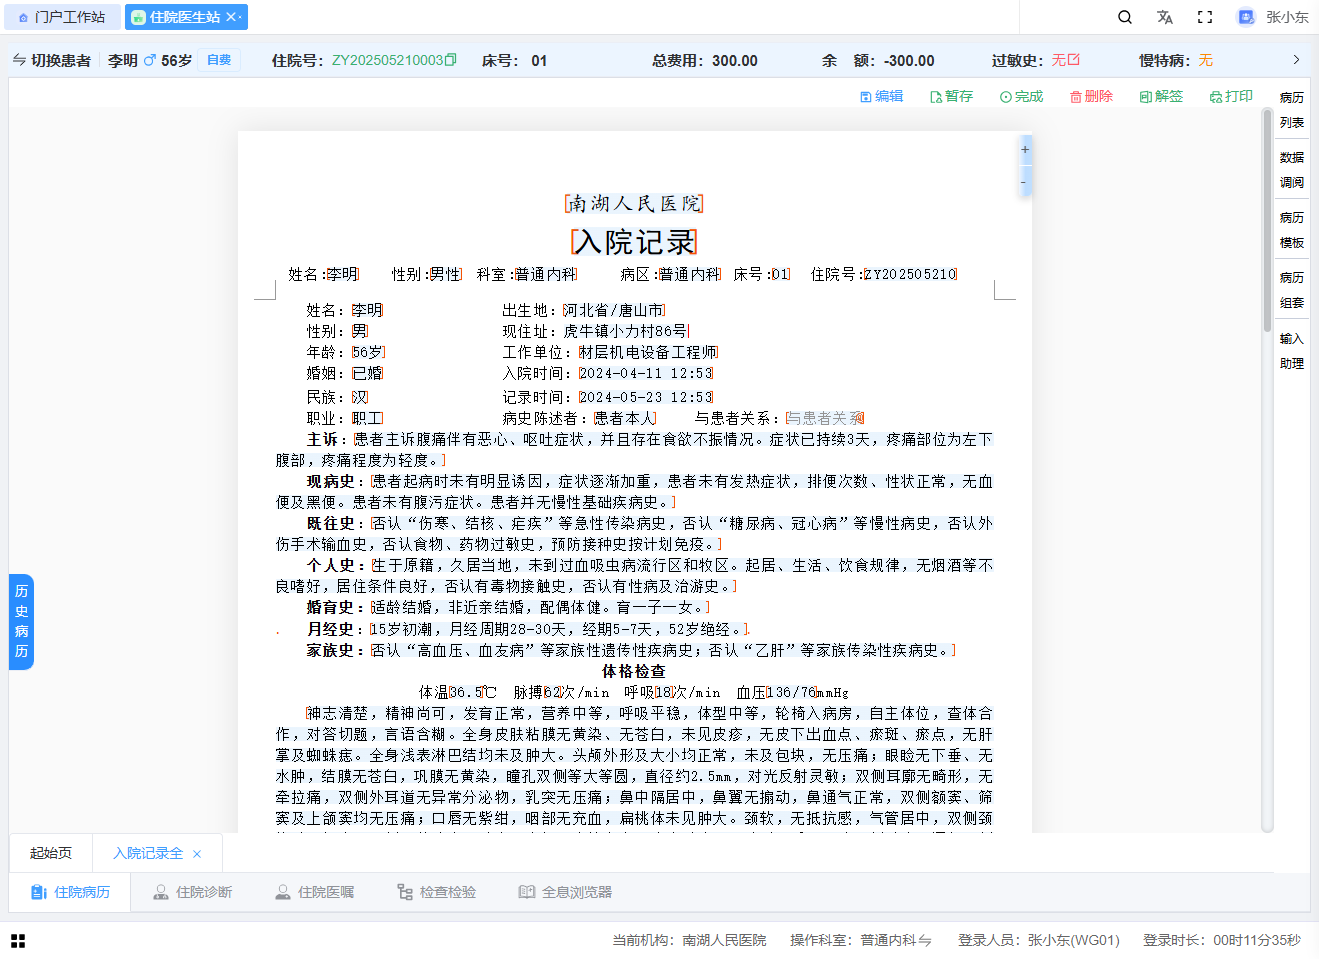 门户工作站
住院医生站
切换患者 李明 56岁 自费 住院号：ZY202505210003 床号： 01 总费用：300.00 余 额：-300.00 过敏史：无 慢特病：无
编辑 暂存 完成 删除 解签 打印
张小东
病历列表
数据调阅
病历模板
病历组套
输入助理
+
-
南湖人民医院
入院记录
姓名:李明 性别:男性 科室:普通内科 病区:普通内科 床号:01 住院号:ZY202505210
姓名：李明 出生地：河北省/唐山市
性别：男 现住址：虎牛镇小力村86号
年龄：56岁 工作单位：材层机电设备工程师
婚姻：已婚 入院时间：2024-04-11 12:53
民族：汉 记录时间：2024-05-23 12:53
职业：职工 病史陈述者：患者本人 与患者关系：与患者关系
主诉：患者主诉腹痛伴有恶心、呕吐症状，并且存在食欲不振情况。症状已持续3天，疼痛部位为左下
腹部，疼痛程度为轻度。
现病史：患者起病时未有明显诱因，症状逐渐加重，患者未有发热症状，排便次数、性状正常，无血
便及黑便。患者未有腹泻症状。患者并无慢性基础疾病史。
既往史：否认“伤寒、结核、疟疾”等急性传染病史，否认“糖尿病、冠心病”等慢性病史，否认外
伤手术输血史，否认食物、药物过敏史，预防接种史按计划免疫。
个人史：生于原籍，久居当地，未到过血吸虫病流行区和牧区。起居、生活、饮食规律，无烟酒等不
良嗜好，居住条件良好，否认有毒物接触史，否认有性病及治游史。
婚育史：适龄结婚，非近亲结婚，配偶体健。育一子一女。
月经史：15岁初潮，月经周期28-30天，经期5-7天，52岁绝经。
家族史：否认“高血压、血友病”等家族性遗传性疾病史；否认“乙肝”等家族传染性疾病史。
体格检查
体温36.5℃ 脉搏62次/min 呼吸18次/min 血压136/76mmHg
神志清楚，精神尚可，发育正常，营养中等，呼吸平稳，体型中等，轮椅入病房，自主体位，查体合
作，对答切题，言语含糊。全身皮肤粘膜无黄染、无苍白，未见皮疹，无皮下出血点、瘀斑、瘀点，无肝
掌及蜘蛛痣。全身浅表淋巴结均未及肿大。头颅外形及大小均正常，未及包块，无压痛；眼睑无下垂、无
水肿，结膜无苍白，巩膜无黄染，瞳孔双侧等大等圆，直径约2.5mm，对光反射灵敏；双侧耳廓无畸形，无
牵拉痛，双侧外耳道无异常分泌物，乳突无压痛；鼻中隔居中，鼻翼无搧动，鼻通气正常，双侧额窦、筛
窦及上颌窦均无压痛；口唇无紫绀，咽部无充血，扁桃体未见肿大。颈软，无抵抗感，气管居中，双侧颈
历史病历
起始页 入院记录全
住院病历 住院诊断 住院医嘱 检查检验 全息浏览器
当前机构：南湖人民医院 操作科室：普通内科 登录人员：张小东(WG01) 登录时长：00时11分35秒